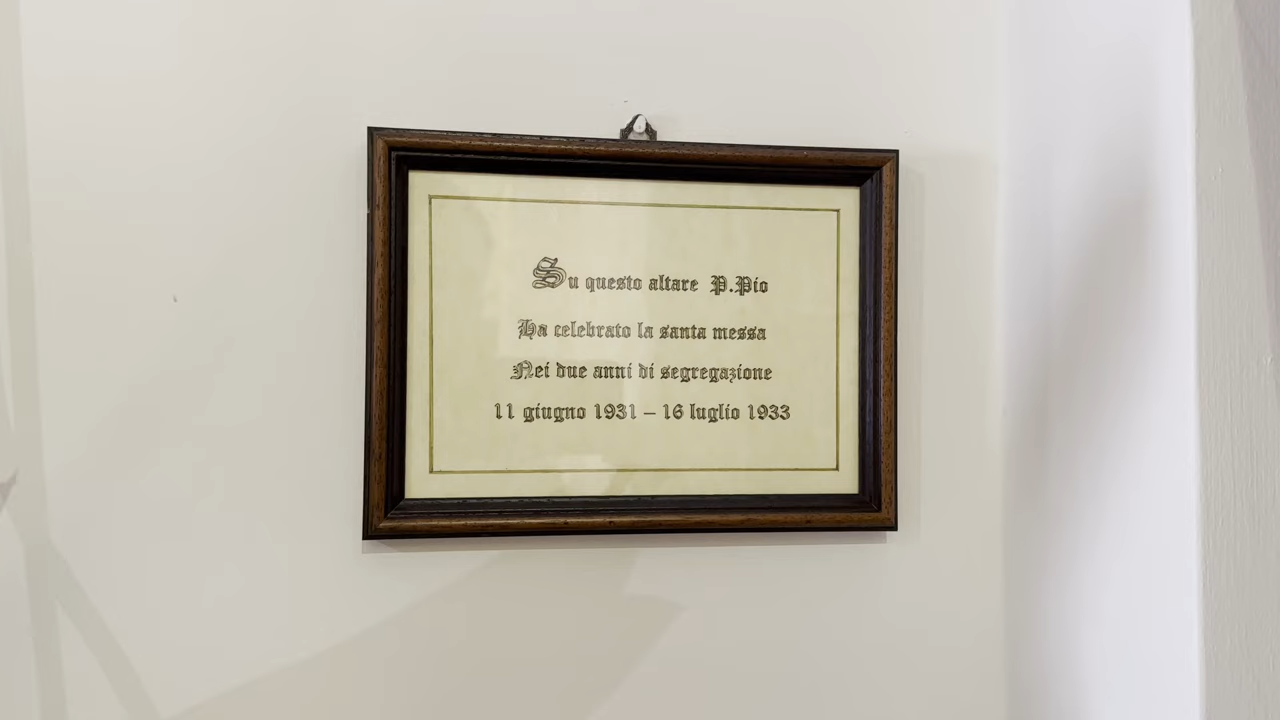 Su questo altare P.Pio
Ha celebrato la santa messa
Nei due anni di segregazione
11 giugno 1931 – 16 luglio 1933